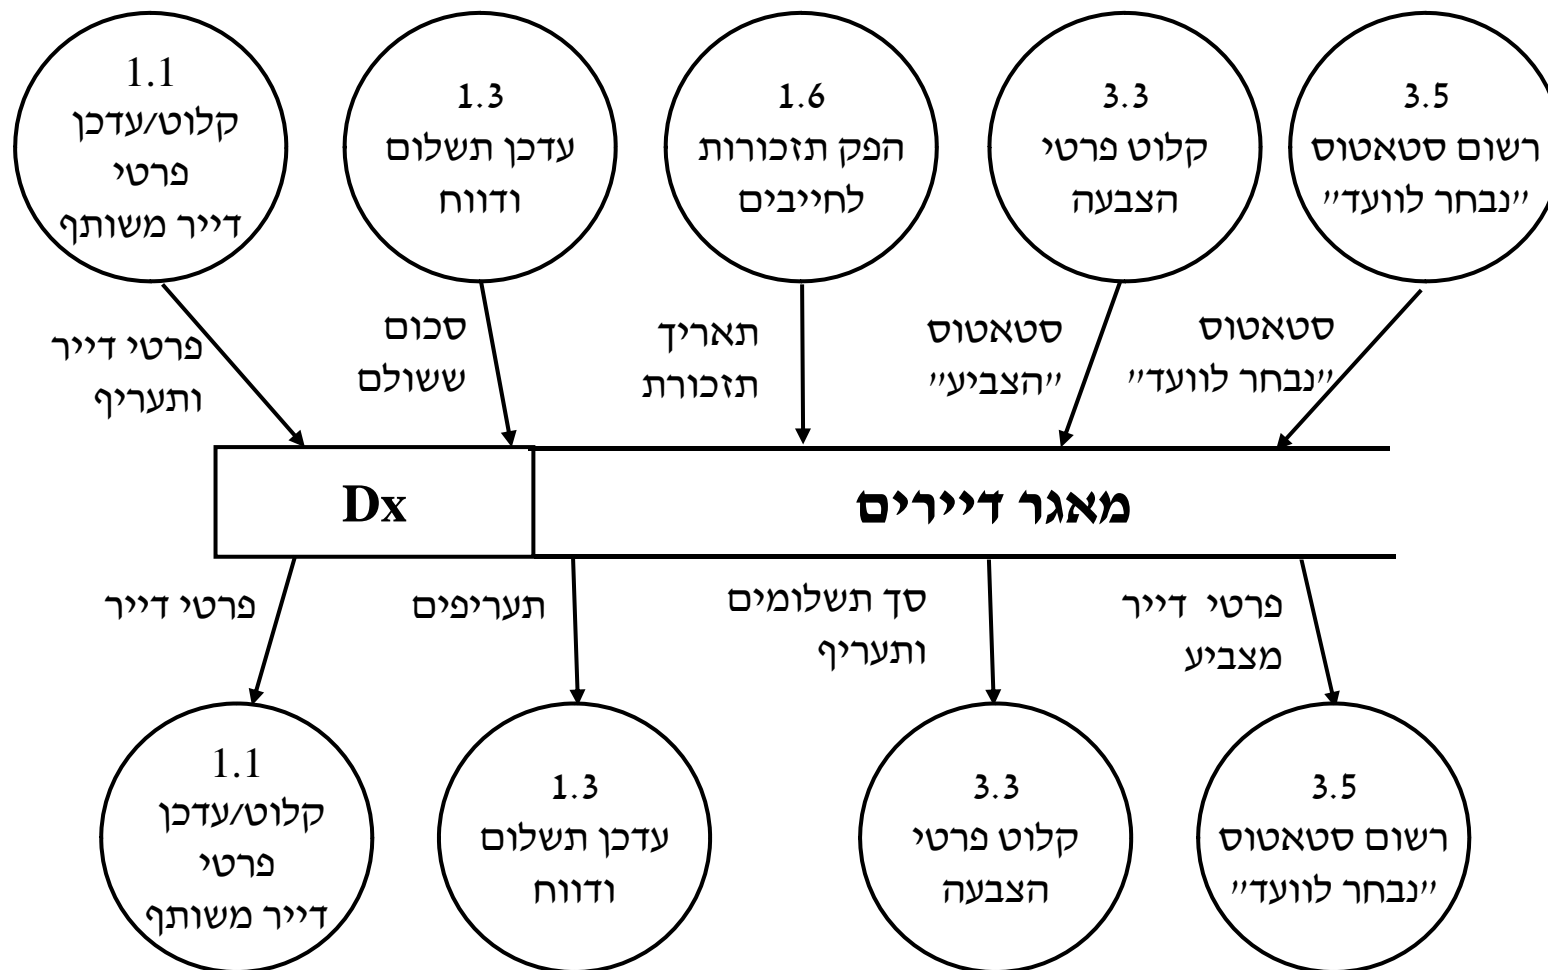 1.1
קלוט/עדכן
פרטי
דייר משותף
1.3
עדכן תשלום
ודווח
1.6
הפק תזכורות
לחייבים
3.3
קלוט פרטי
הצבעה
3.5
רשום סטאטוס
״נבחר לוועד״
פרטי דייר
ותעריף
סכום
ששולם
תאריך
תזכורת
סטאטוס
״הצביע״
סטאטוס
״נבחר לוועד״
Dx
מאגר דיירים
פרטי דייר
תעריפים
סך תשלומים
ותעריף
פרטי דייר
מצביע
1.1
קלוט/עדכן
פרטי
דייר משותף
1.3
עדכן תשלום
ודווח
3.3
קלוט פרטי
הצבעה
3.5
רשום סטאטוס
״נבחר לוועד״